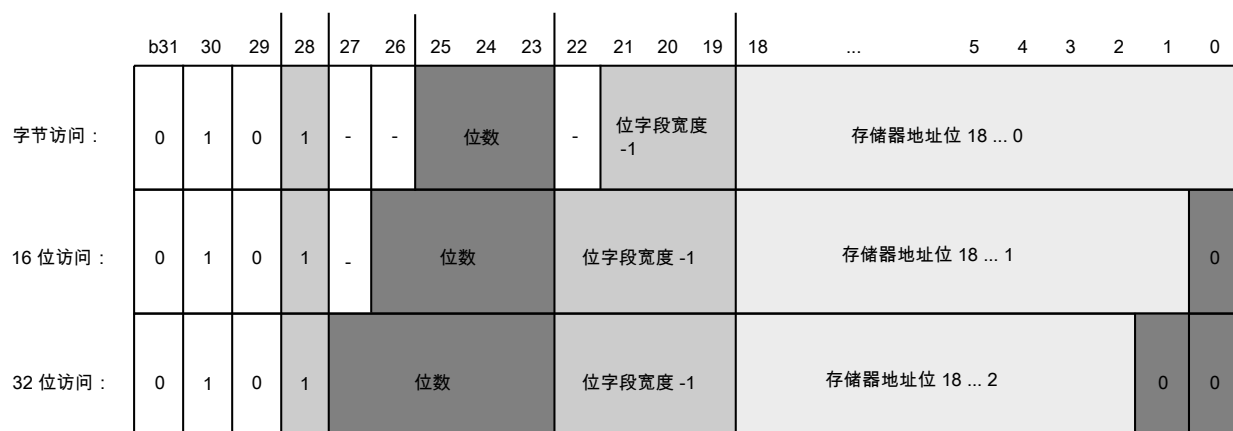 b31 30 29 28 27 26 25 24 23 22 21 20 19 18 ... 5 4 3 2 1 0
字节访问： 0 1 0 1 - - 位数 - 位字段宽度 -1 存储器地址位 18 ... 0
16 位访问： 0 1 0 1 - 位数 位字段宽度 -1 存储器地址位 18 ... 1 0
32 位访问： 0 1 0 1 位数 位字段宽度 -1 存储器地址位 18 ... 2 0 0